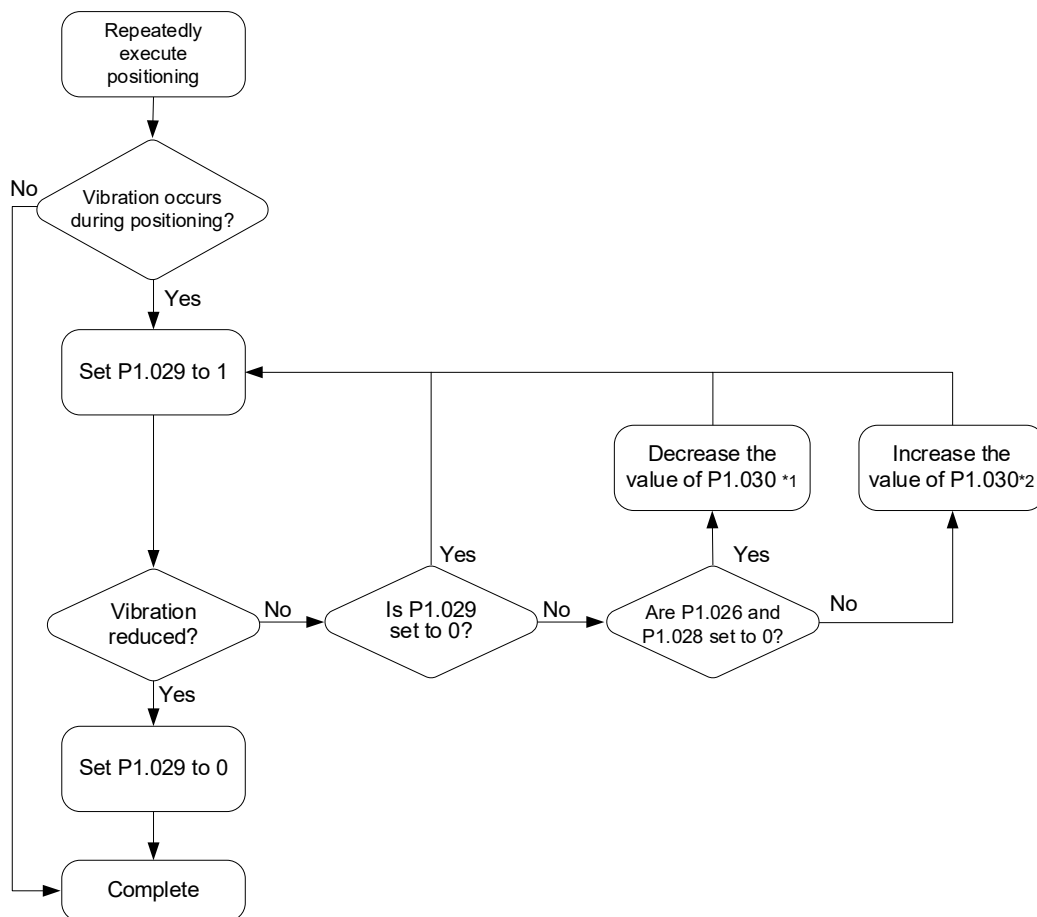 Repeatedly
execute
positioning
No
Vibration occurs
during positioning?
Yes
Set P1.029 to 1
Decrease the
value of P1.030 *1
Increase the
value of P1.030*2
Yes
Yes
Vibration
reduced?
No
Is P1.029
set to 0?
No
Are P1.026 and
P1.028 set to 0?
No
Yes
Set P1.029 to 0
Complete